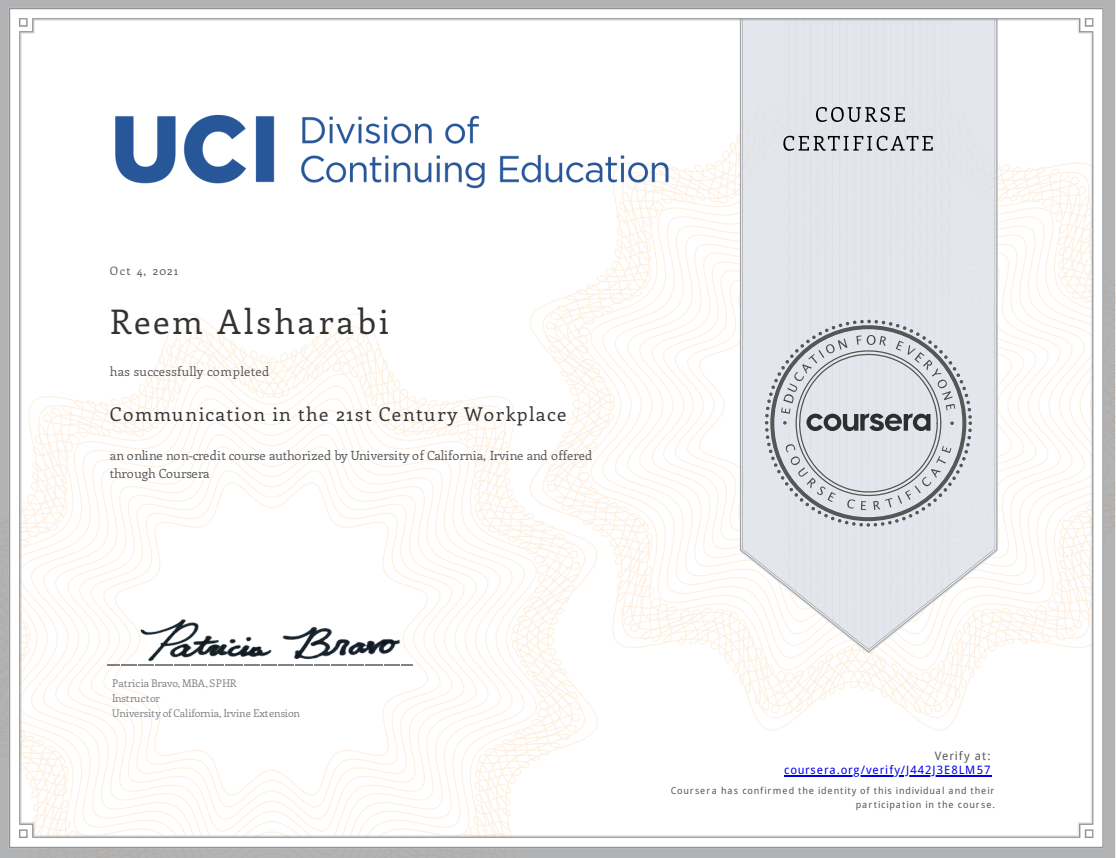 UCI Division of
Continuing Education
COURSE
CERTIFICATE
Oct 4, 2021
Reem Alsharabi
has successfully completed
Communication in the 21st Century Workplace
an online non-credit course authorized by University of California, Irvine and offered
through Coursera
EDUCATION FOR EVERYONE
coursera
COURSE CERTIFICATE
Patricia Bravo
Patricia Bravo, MBA, SPHR
Instructor
University of California, Irvine Extension
Verify at:
coursera.org/verify/J442J3E8LM57
Coursera has confirmed the identity of this individual and their
participation in the course.